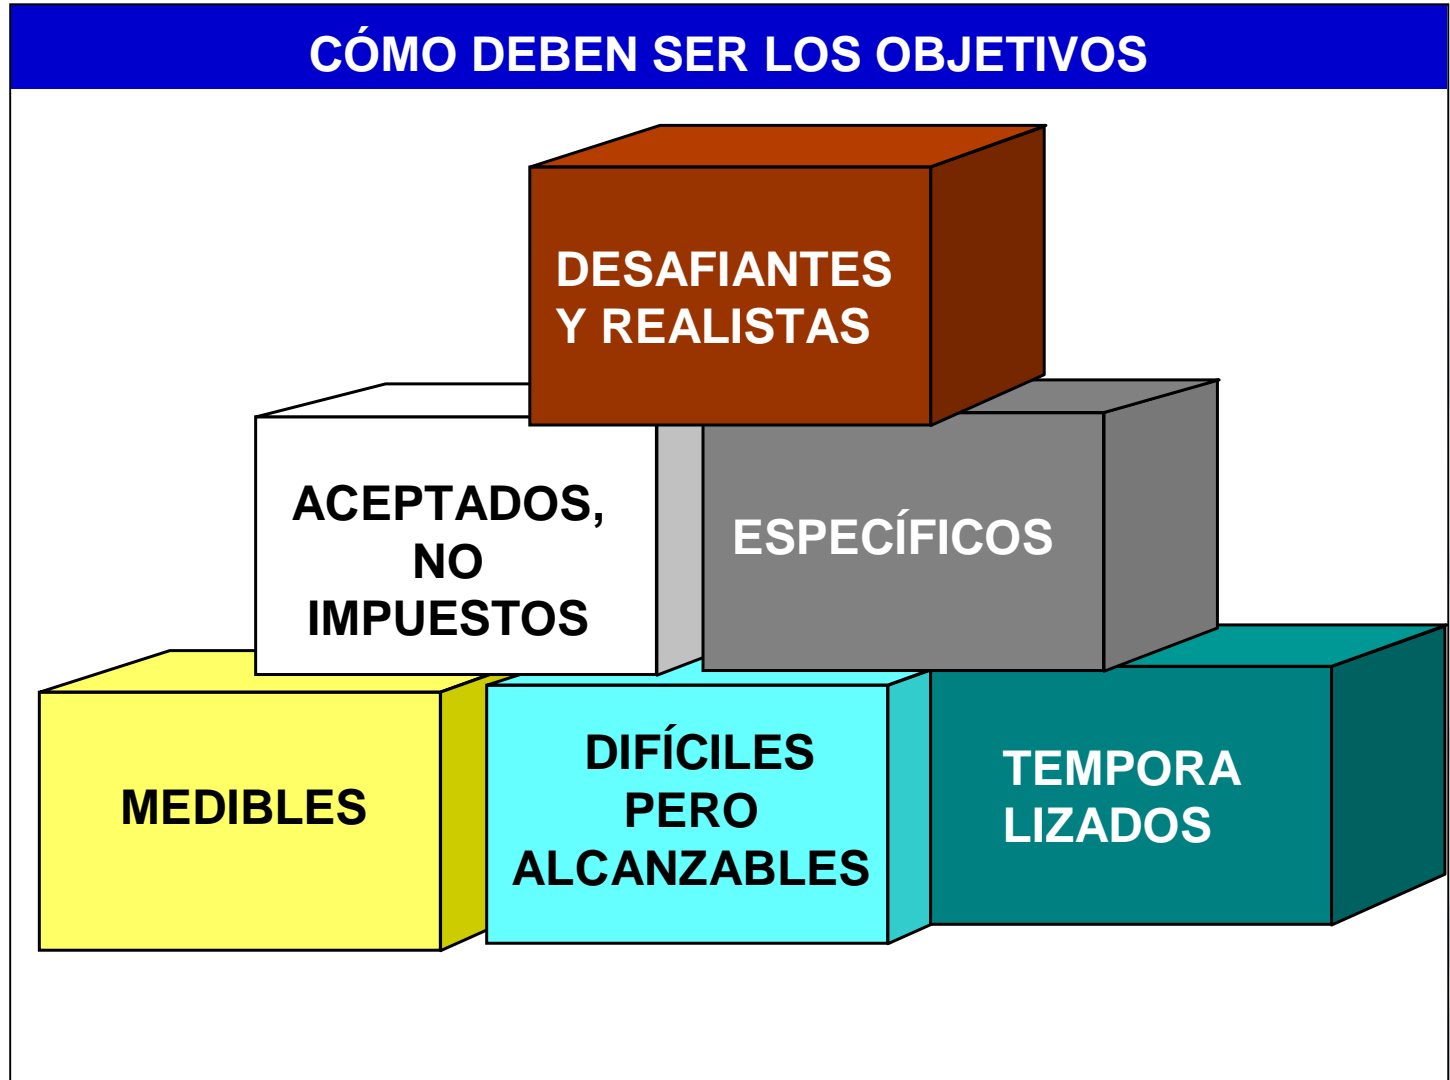 CÓMO DEBEN SER LOS OBJETIVOS
DESAFIANTES
Y REALISTAS
ACEPTADOS,
NO
IMPUESTOS
ESPECÍFICOS
MEDIBLES
DIFÍCILES
PERO
ALCANZABLES
TEMPORA
LIZADOS